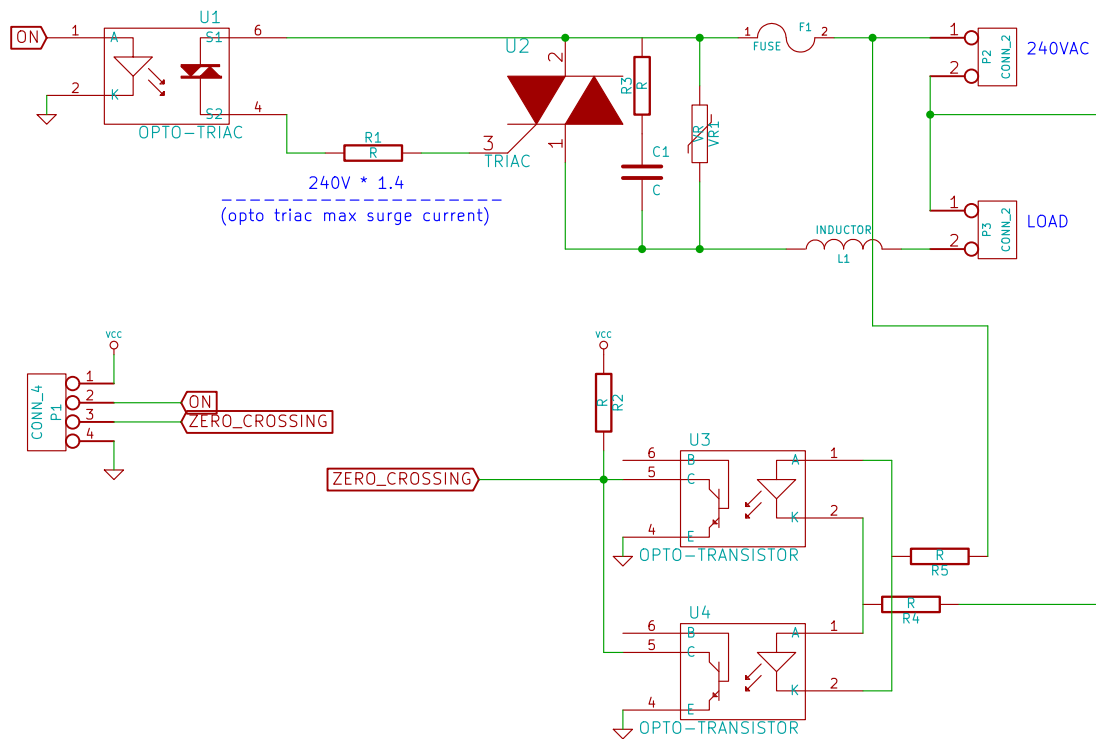 U1
ON
1
A
S1
6
2
K
S2
4
OPTO-TRIAC
R1
R
240V * 1.4
(opto triac max surge current)
U2
2
3
1
TRIAC
R3
R
C1
C
VR
VR1
1
F1
2
FUSE
INDUCTOR
L1
1
2
P2
CONN_2
240VAC
1
2
P3
CONN_2
LOAD
VCC
CONN_4
P1
1
2
3
4
ON
ZERO_CROSSING
VCC
R
R2
ZERO_CROSSING
U3
6
B
5
C
4
E
A
1
K
2
OPTO-TRANSISTOR
R
R5
R
R4
U4
6
B
5
C
4
E
A
1
K
2
OPTO-TRANSISTOR